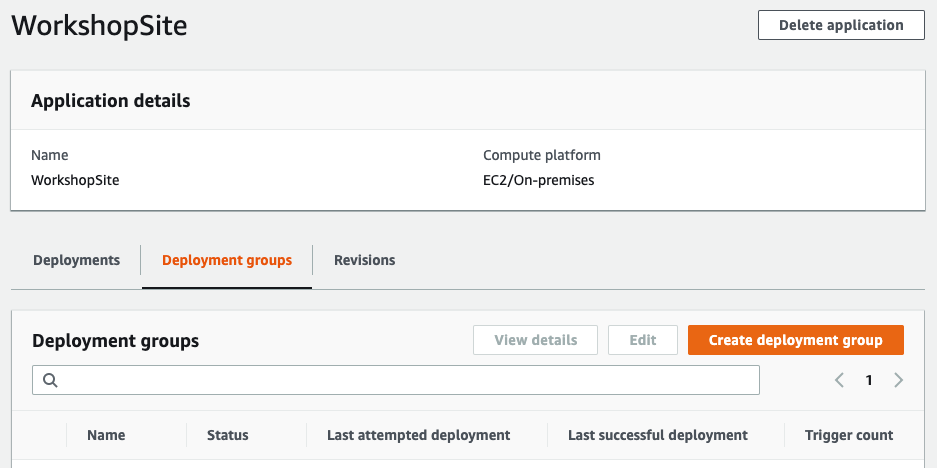 WorkshopSite
Delete application
Application details
Name
Compute platform
WorkshopSite
EC2/On-premises
Deployments
Deployment groups
Revisions
Deployment groups
View details
Edit
Create deployment group
1
Name
Status
Last attempted deployment
Last successful deployment
Trigger count